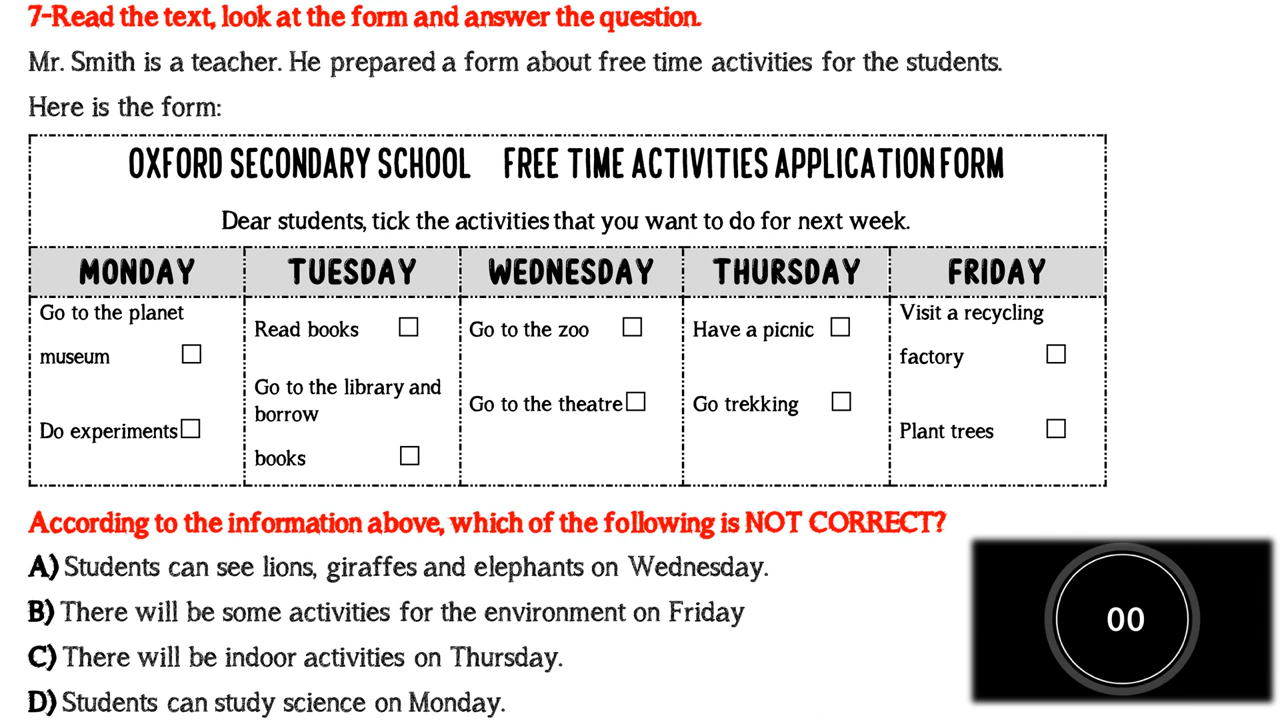 7-Read the text, look at the form and answer the question.
Mr. Smith is a teacher. He prepared a form about free time activities for the students.
Here is the form:
OXFORD SECONDARY SCHOOL FREE TIME ACTIVITIES APPLICATION FORM
Dear students, tick the activities that you want to do for next week.
MONDAY TUESDAY WEDNESDAY THURSDAY FRIDAY
Go to the planet
museum
Do experiments
Read books
Go to the library and
borrow
books
Go to the zoo
Go to the theatre
Have a picnic
Go trekking
Visit a recycling
factory
Plant trees
According to the information above, which of the following is NOT CORRECT?
A) Students can see lions, giraffes and elephants on Wednesday.
B) There will be some activities for the environment on Friday
C) There will be indoor activities on Thursday.
D) Students can study science on Monday.
00